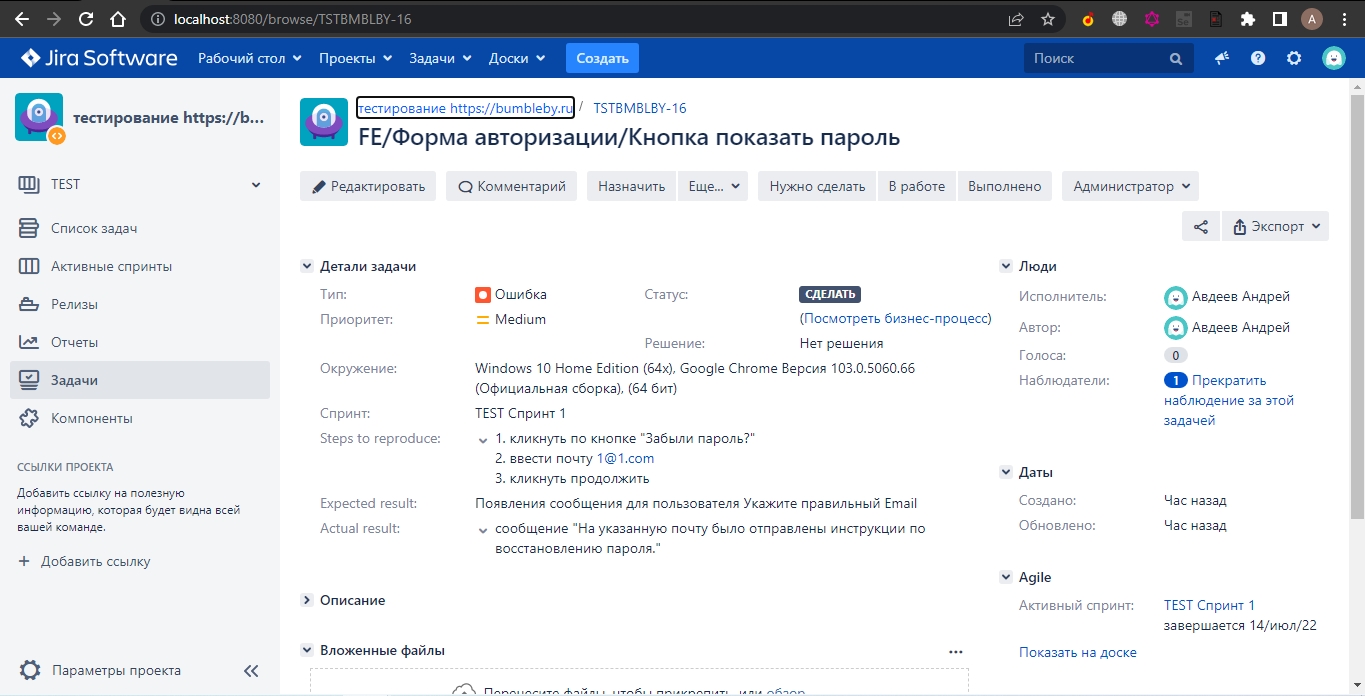 localhost:8080/browse/TSTBMBLBY-16
A
Jira Software Рабочий стол Проекты Задачи Доски Создать Поиск
тестирование https://b...
TEST
Список задач
Активные спринты
Релизы
Отчеты
Задачи
Компоненты
ССЫЛКИ ПРОЕКТА
Добавить ссылку на полезную
информацию, которая будет видна всей
вашей команде.
+ Добавить ссылку
Параметры проекта
тестирование https://bumbleby.ru / TSTBMBLBY-16
FE/Форма авторизации/Кнопка показать пароль
Редактировать Комментарий Назначить Еще... Нужно сделать В работе Выполнено Администратор
Экспорт
Детали задачи
Тип: Ошибка Статус: СДЕЛАТЬ
Приоритет: Medium (Посмотреть бизнес-процесс)
Решение: Нет решения
Окружение: Windows 10 Home Edition (64x), Google Chrome Версия 103.0.5060.66
(Официальная сборка), (64 бит)
Спринт: TEST Спринт 1
Steps to reproduce: 1. кликнуть по кнопке "Забыли пароль?"
2. ввести почту 1@1.com
3. кликнуть продолжить
Expected result: Появления сообщения для пользователя Укажите правильный Email
Actual result: сообщение "На указанную почту было отправлены инструкции по
восстановлению пароля."
Описание
Вложенные файлы ...
Перенесите файлы, чтобы прикрепить, или обзор.
Люди
Исполнитель: Авдеев Андрей
Автор: Авдеев Андрей
Голоса: 0
Наблюдатели: 1 Прекратить
наблюдение за этой
задачей
Даты
Создано: Час назад
Обновлено: Час назад
Agile
Активный спринт: TEST Спринт 1
завершается 14/июл/22
Показать на доске